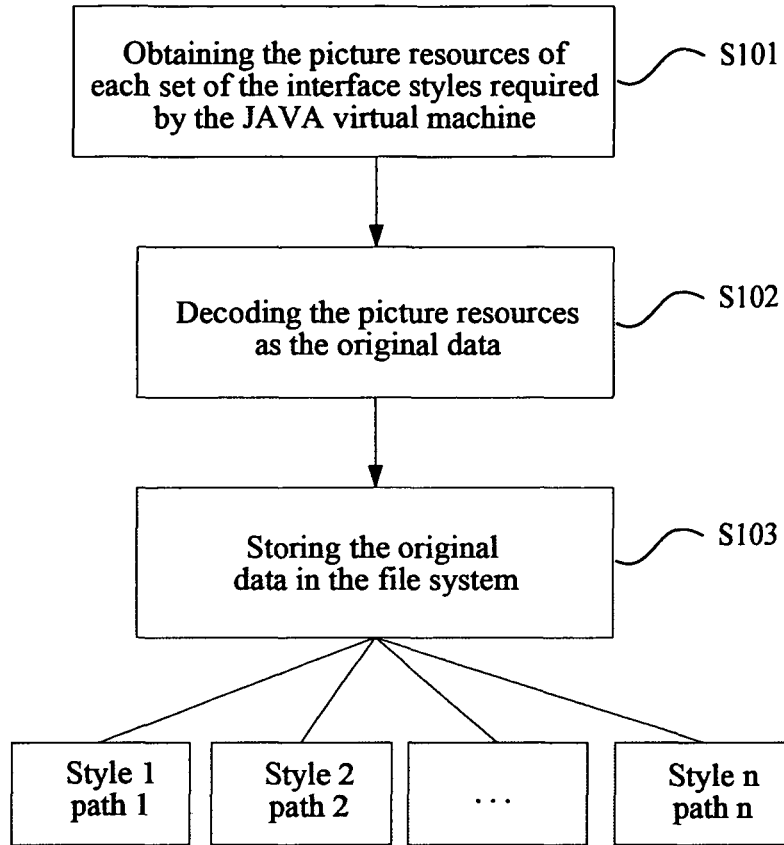 Obtaining the picture resources of
each set of the interface styles required
by the JAVA virtual machine
S101
Decoding the picture resources
as the original data
S102
Storing the original
data in the file system
S103
Style 1
path 1
Style 2
path 2
...
Style n
path n